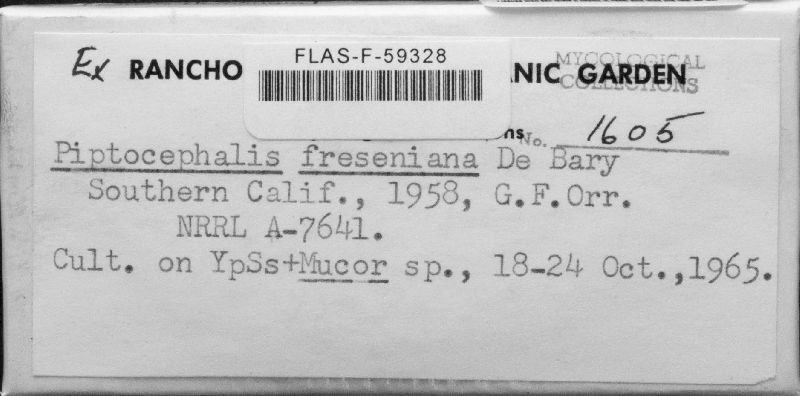 FLAS-F-59328
Ex RANCHO NIC GARDEN
MYCOLOGICAL
COLLECTIONS
ns No. 1605
Piptocephalis freseniana De Bary
Southern Calif., 1958, G.F.Orr.
NRRL A-7641.
Cult. on YpSs+Mucor sp., 18-24 Oct.,1965.